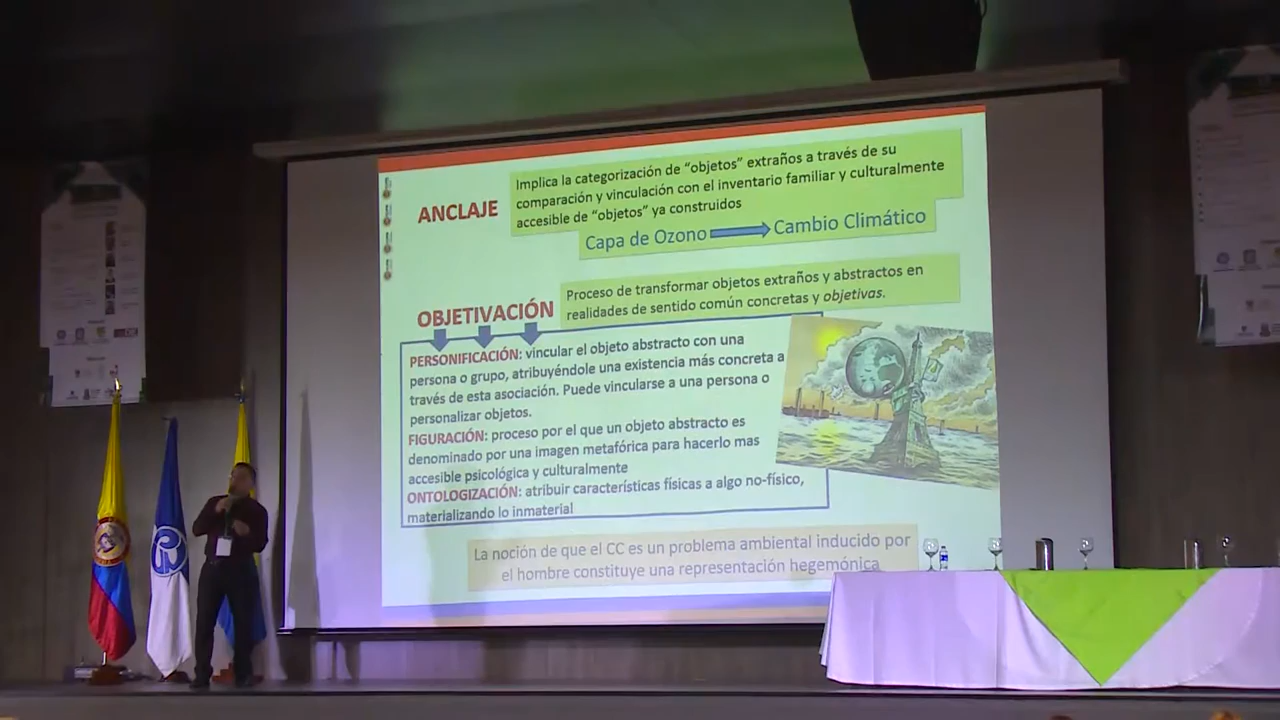 ANCLAJE
Implica la categorización de “objetos” extraños a través de su
comparación y vinculación con el inventario familiar y culturalmente
accesible de “objetos” ya construidos
Capa de Ozono
Cambio Climático
OBJETIVACIÓN
Proceso de transformar objetos extraños y abstractos en
realidades de sentido común concretas y objetivas.
PERSONIFICACIÓN: vincular el objeto abstracto con una
persona o grupo, atribuyéndole una existencia más concreta a
través de esta asociación. Puede vincularse a una persona o
personalizar objetos.
FIGURACIÓN: proceso por el que un objeto abstracto es
denominado por una imagen metafórica para hacerlo mas
accesible psicológica y culturalmente
ONTOLOGIZACIÓN: atribuir características físicas a algo no-físico,
materializando lo inmaterial
La noción de que el CC es un problema ambiental inducido por
el hombre constituye una representación hegemónica